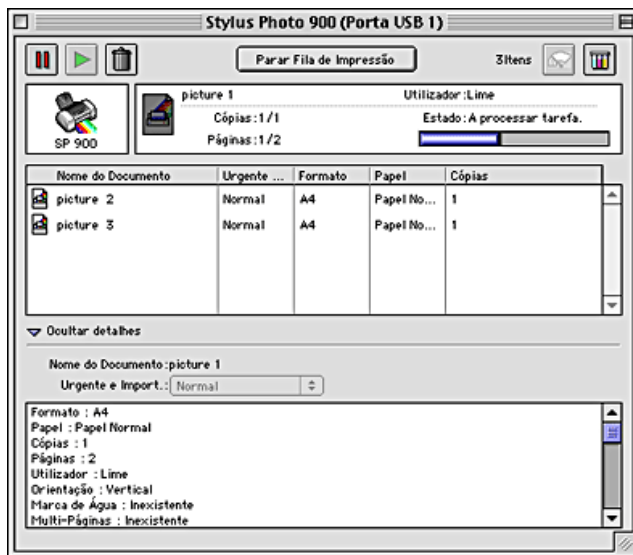 Stylus Photo 900 (Porta USB 1)
Parar Fila de Impressão
3Itens
SP 900
picture 1 Utilizador :Lime
Cópias:1/1 Estado:A processar tarefa.
Páginas:1/2
Nome do Documento Urgente ... Formato Papel Cópias
picture 2 Normal A4 Papel No... 1
picture 3 Normal A4 Papel No... 1
Ocultar detalhes
Nome do Documento:picture 1
Urgente e Import.: Normal
Formato : A4
Papel : Papel Normal
Cópias : 1
Páginas : 2
Utilizador : Lime
Orientação : Vertical
Marca de Água : Inexistente
Multi-Páginas : Inexistente